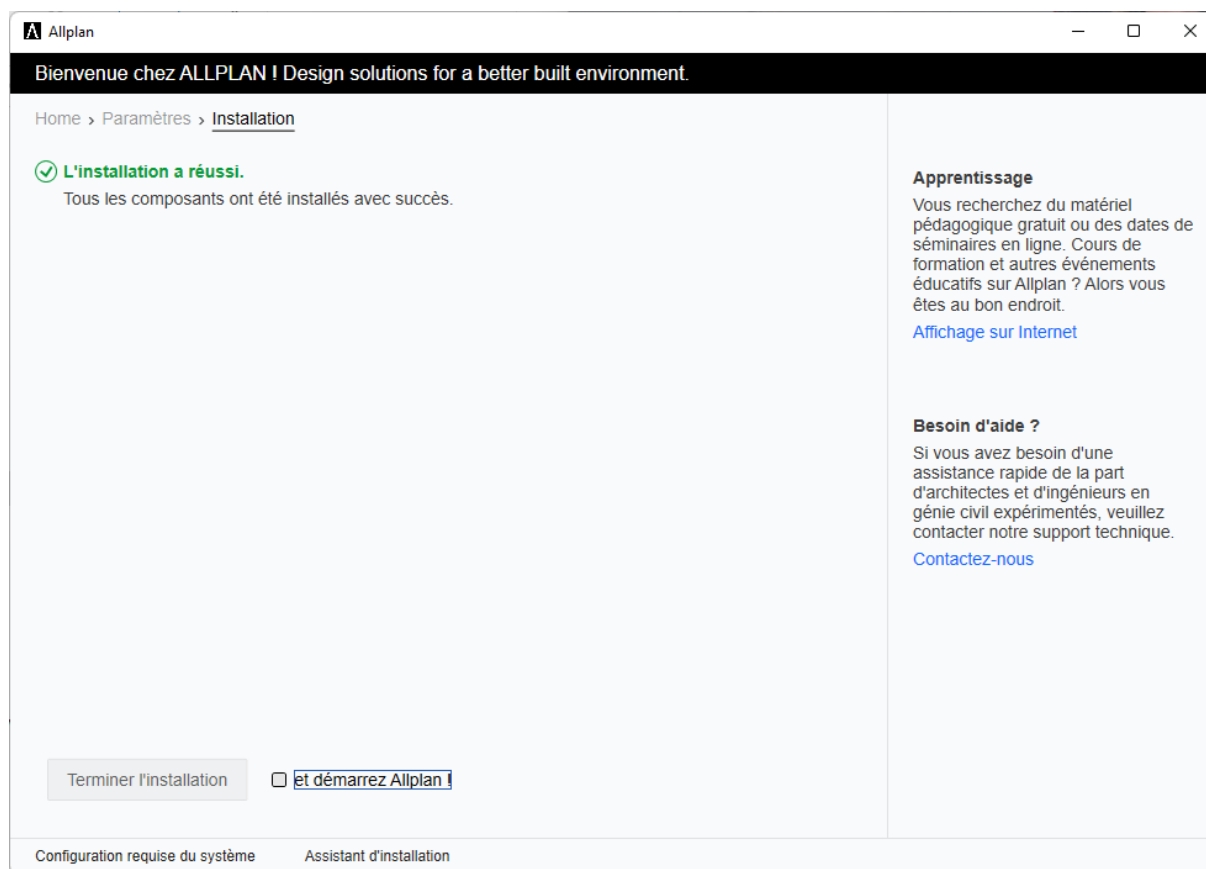 Allplan
Bienvenue chez ALLPLAN ! Design solutions for a better built environment.
Home › Paramètres › Installation
L'installation a réussi.
Tous les composants ont été installés avec succès.
Apprentissage
Vous recherchez du matériel
pédagogique gratuit ou des dates de
séminaires en ligne. Cours de
formation et autres événements
éducatifs sur Allplan ? Alors vous
êtes au bon endroit.
Affichage sur Internet
Besoin d'aide ?
Si vous avez besoin d'une
assistance rapide de la part
d'architectes et d'ingénieurs en
génie civil expérimentés, veuillez
contacter notre support technique.
Contactez-nous
Terminer l'installation
et démarrez Allplan !
Configuration requise du système
Assistant d'installation